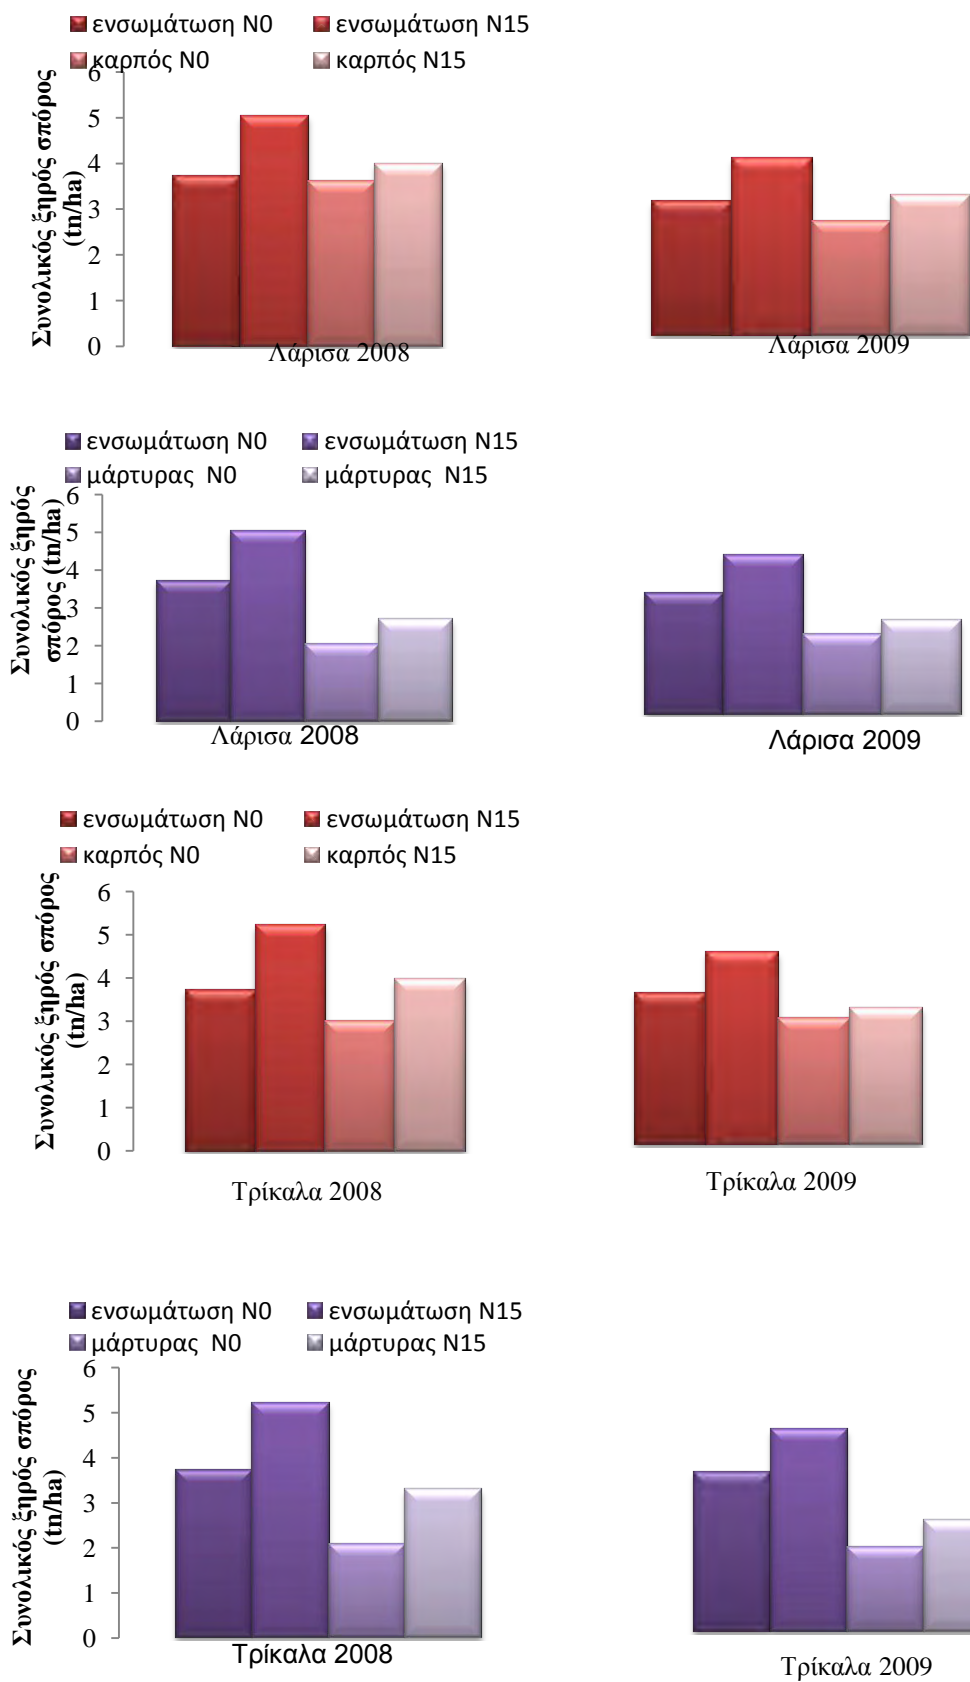 ενσωμάτωση N0 ενσωμάτωση N15
καρπός N0 καρπός N15
Συνολικός ξηρός σπόρος
(tn/ha)
6
5
4
3
2
1
0
Λάρισα 2008
Λάρισα 2009
ενσωμάτωση N0 ενσωμάτωση N15
μάρτυρας N0 μάρτυρας N15
Συνολικός ξηρός
σπόρος (tn/ha)
6
5
4
3
2
1
0
Λάρισα 2008
Λάρισα 2009
ενσωμάτωση N0 ενσωμάτωση N15
καρπός N0 καρπός N15
Συνολικός ξηρός σπόρος
(tn/ha)
6
5
4
3
2
1
0
Τρίκαλα 2008
Τρίκαλα 2009
ενσωμάτωση N0 ενσωμάτωση N15
μάρτυρας N0 μάρτυρας N15
Συνολικός ξηρός σπόρος
(tn/ha)
6
5
4
3
2
1
0
Τρίκαλα 2008
Τρίκαλα 2009